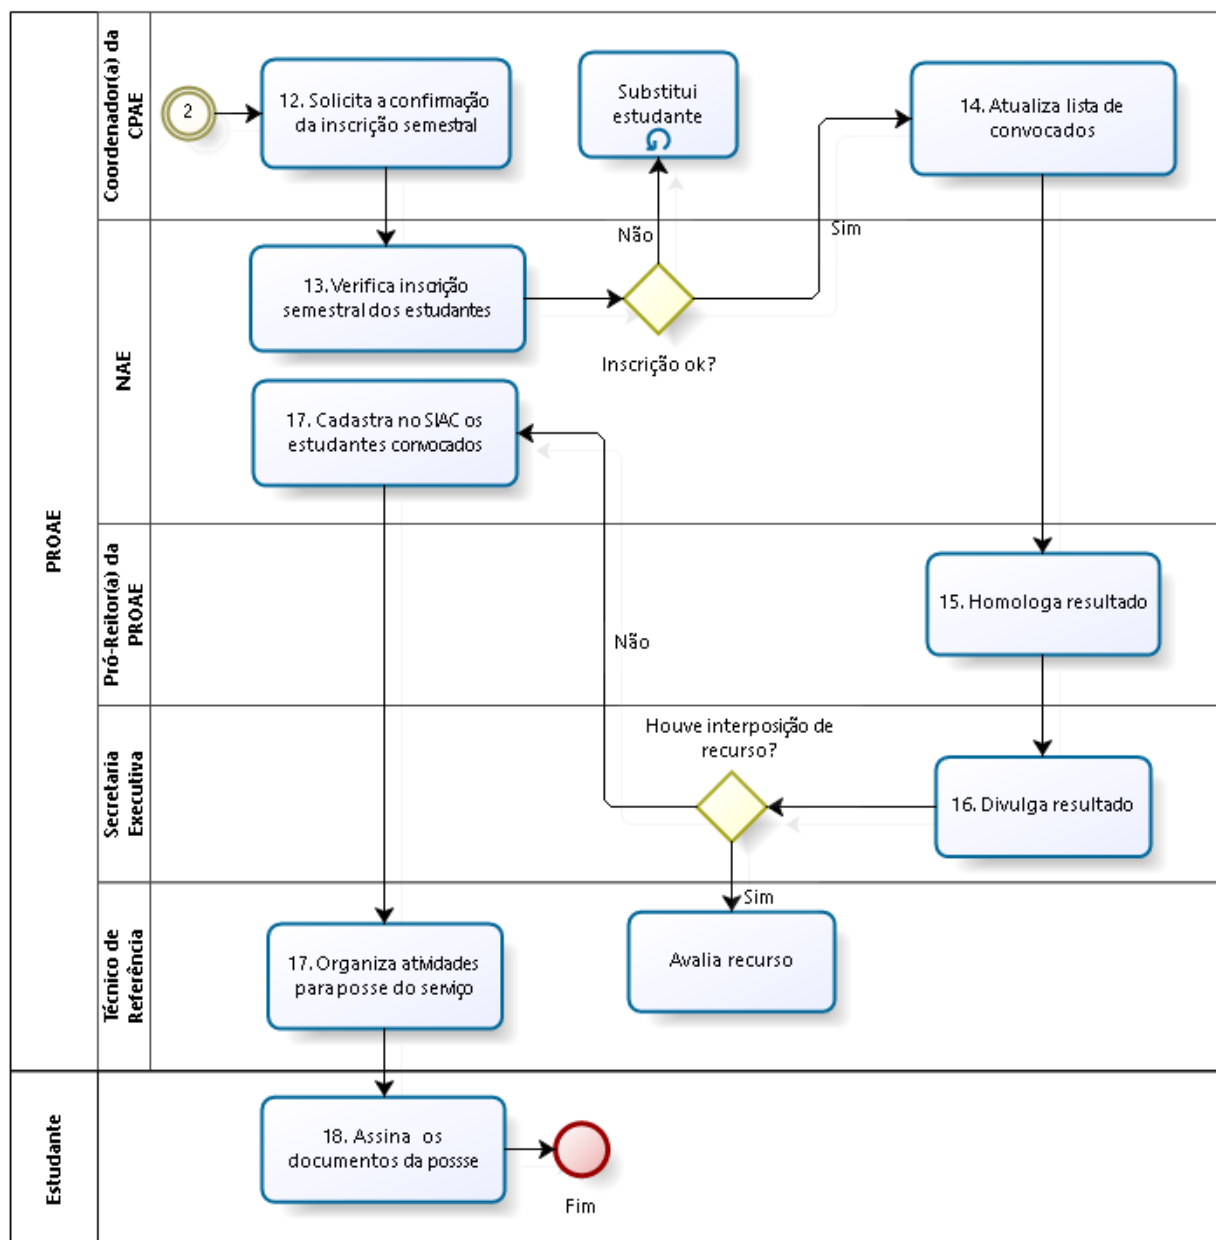 PROAE
Coordenador(a) da
CPAE
2
12. Solicita a confirmação
da inscrição semestral
Substitui
estudante
14. Atualiza lista de
convocados
NAE
Não
Sim
13. Verifica inscrição
semestral dos estudantes
Inscrição ok?
17. Cadastra no SIAC os
estudantes convocados
Pró-Reitor(a) da
PROAE
15. Homologa resultado
Não
Secretaria
Executiva
Houve interposição de
recurso?
16. Divulga resultado
Técnico de
Referência
Sim
17. Organiza atividades
para posse do serviço
Avalia recurso
Estudante
18. Assina os
documentos da possse
Fim